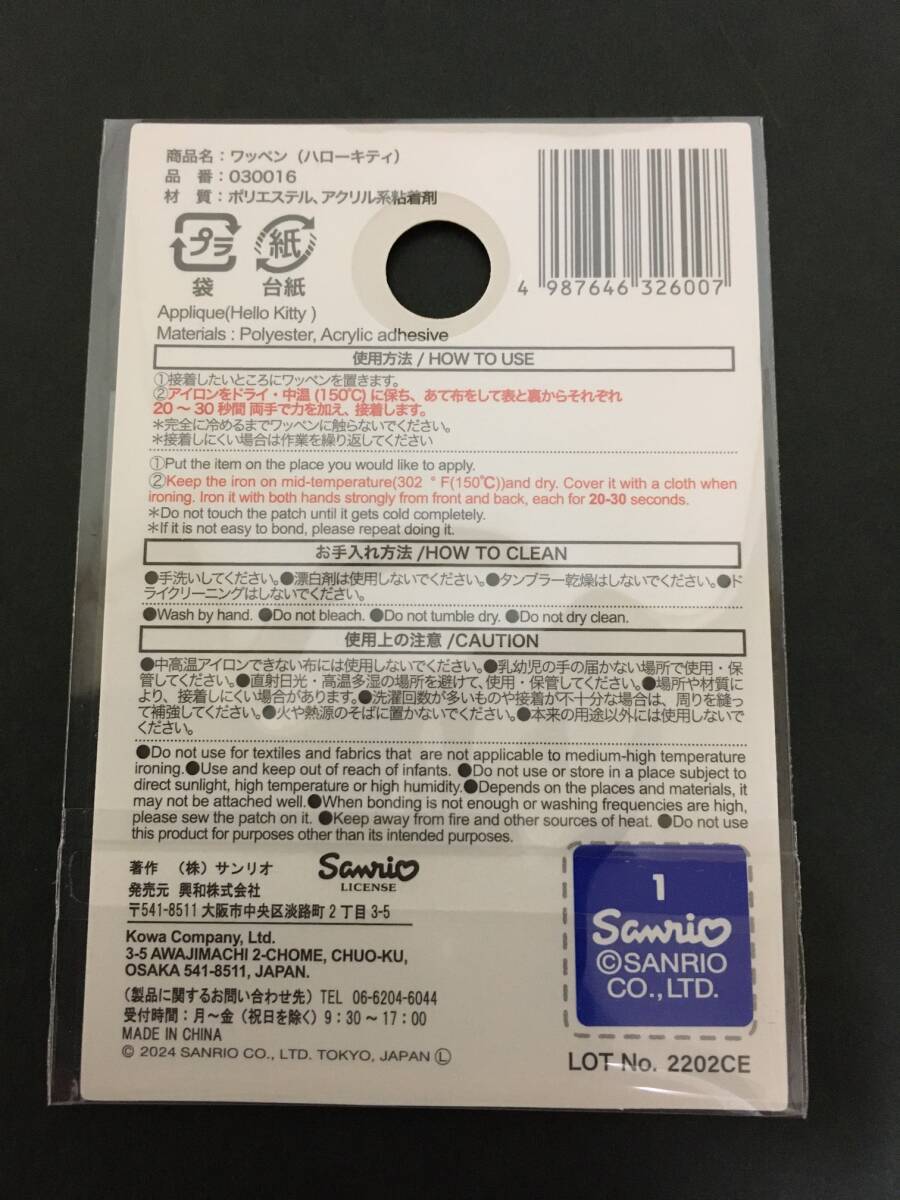 商品名：ワッペン（ハローキティ）
品　番：030016
材　質：ポリエステル、アクリル系粘着剤
プラ
袋
紙
台紙
4 987646 326007
Applique(Hello Kitty )
Materials : Polyester, Acrylic adhesive
使用方法 / HOW TO USE
①接着したいところにワッペンを置きます。
②アイロンをドライ・中温 (150℃) に保ち、あて布をして表と裏からそれぞれ
20 〜 30 秒間 両手で力を加え、接着します。
＊完全に冷めるまでワッペンに触らないでください。
＊接着しにくい場合は作業を繰り返してください
①Put the item on the place you would like to apply.
②Keep the iron on mid-temperature(302 ° F(150℃))and dry. Cover it with a cloth when
ironing. Iron it with both hands strongly from front and back, each for 20-30 seconds.
＊Do not touch the patch until it gets cold completely.
＊If it is not easy to bond, please repeat doing it.
お手入れ方法 /HOW TO CLEAN
●手洗いしてください。●漂白剤は使用しないでください。●タンブラー乾燥はしないでください。●ド
ライクリーニングはしないでください。
●Wash by hand. ●Do not bleach. ●Do not tumble dry. ●Do not dry clean.
使用上の注意 /CAUTION
●中高温アイロンできない布には使用しないでください。●乳幼児の手の届かない場所で使用・保
管してください。●直射日光・高温多湿の場所を避けて、使用・保管してください。●場所や材質に
より、接着しにくい場合があります。●洗濯回数が多いものや接着が不十分な場合は、周りを縫っ
て補強してください。●火や熱源のそばに置かないでください。●本来の用途以外には使用しないで
ください。
●Do not use for textiles and fabrics that are not applicable to medium-high temperature
ironing.●Use and keep out of reach of infants. ●Do not use or store in a place subject to
direct sunlight, high temperature or high humidity.●Depends on the places and materials, it
may not be attached well.●When bonding is not enough or washing frequencies are high,
please sew the patch on it. ●Keep away from fire and other sources of heat. ●Do not use
this product for purposes other than its intended purposes.
著作　（株）サンリオ
Sanrio
LICENSE
発売元 興和株式会社
〒541-8511 大阪市中央区淡路町 2 丁目 3-5
Kowa Company, Ltd.
3-5 AWAJIMACHI 2-CHOME, CHUO-KU,
OSAKA 541-8511, JAPAN.
（製品に関するお問い合わせ先）TEL 06-6204-6044
受付時間：月〜金（祝日を除く）9：30 〜 17：00
MADE IN CHINA
© 2024 SANRIO CO., LTD. TOKYO, JAPAN Ⓛ
1
Sanrio
©SANRIO
CO.,LTD.
LOT No. 2202CE